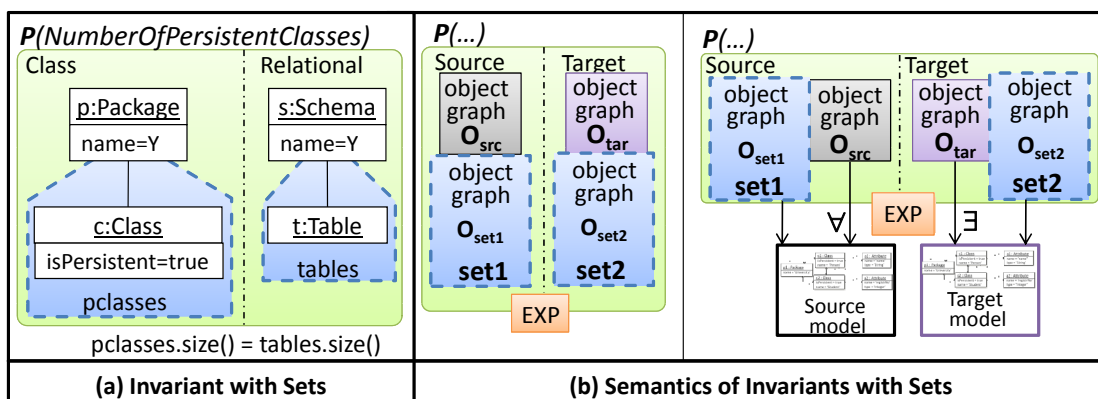 P(NumberOfPersistentClasses)
Class
Relational
p:Package
name=Y
s:Schema
name=Y
c:Class
isPersistent=true
pclasses
t:Table
tables
pclasses.size() = tables.size()
(a) Invariant with Sets
P(...)
Source
Target
object
graph
Osrc
object
graph
Otar
object
graph
Oset1
set1
object
graph
Oset2
set2
EXP
P(...)
Source
Target
object
graph
Oset1
set1
object
graph
Osrc
object
graph
Otar
object
graph
Oset2
set2
EXP
∀
∃
Source
model
Target
model
(b) Semantics of Invariants with Sets